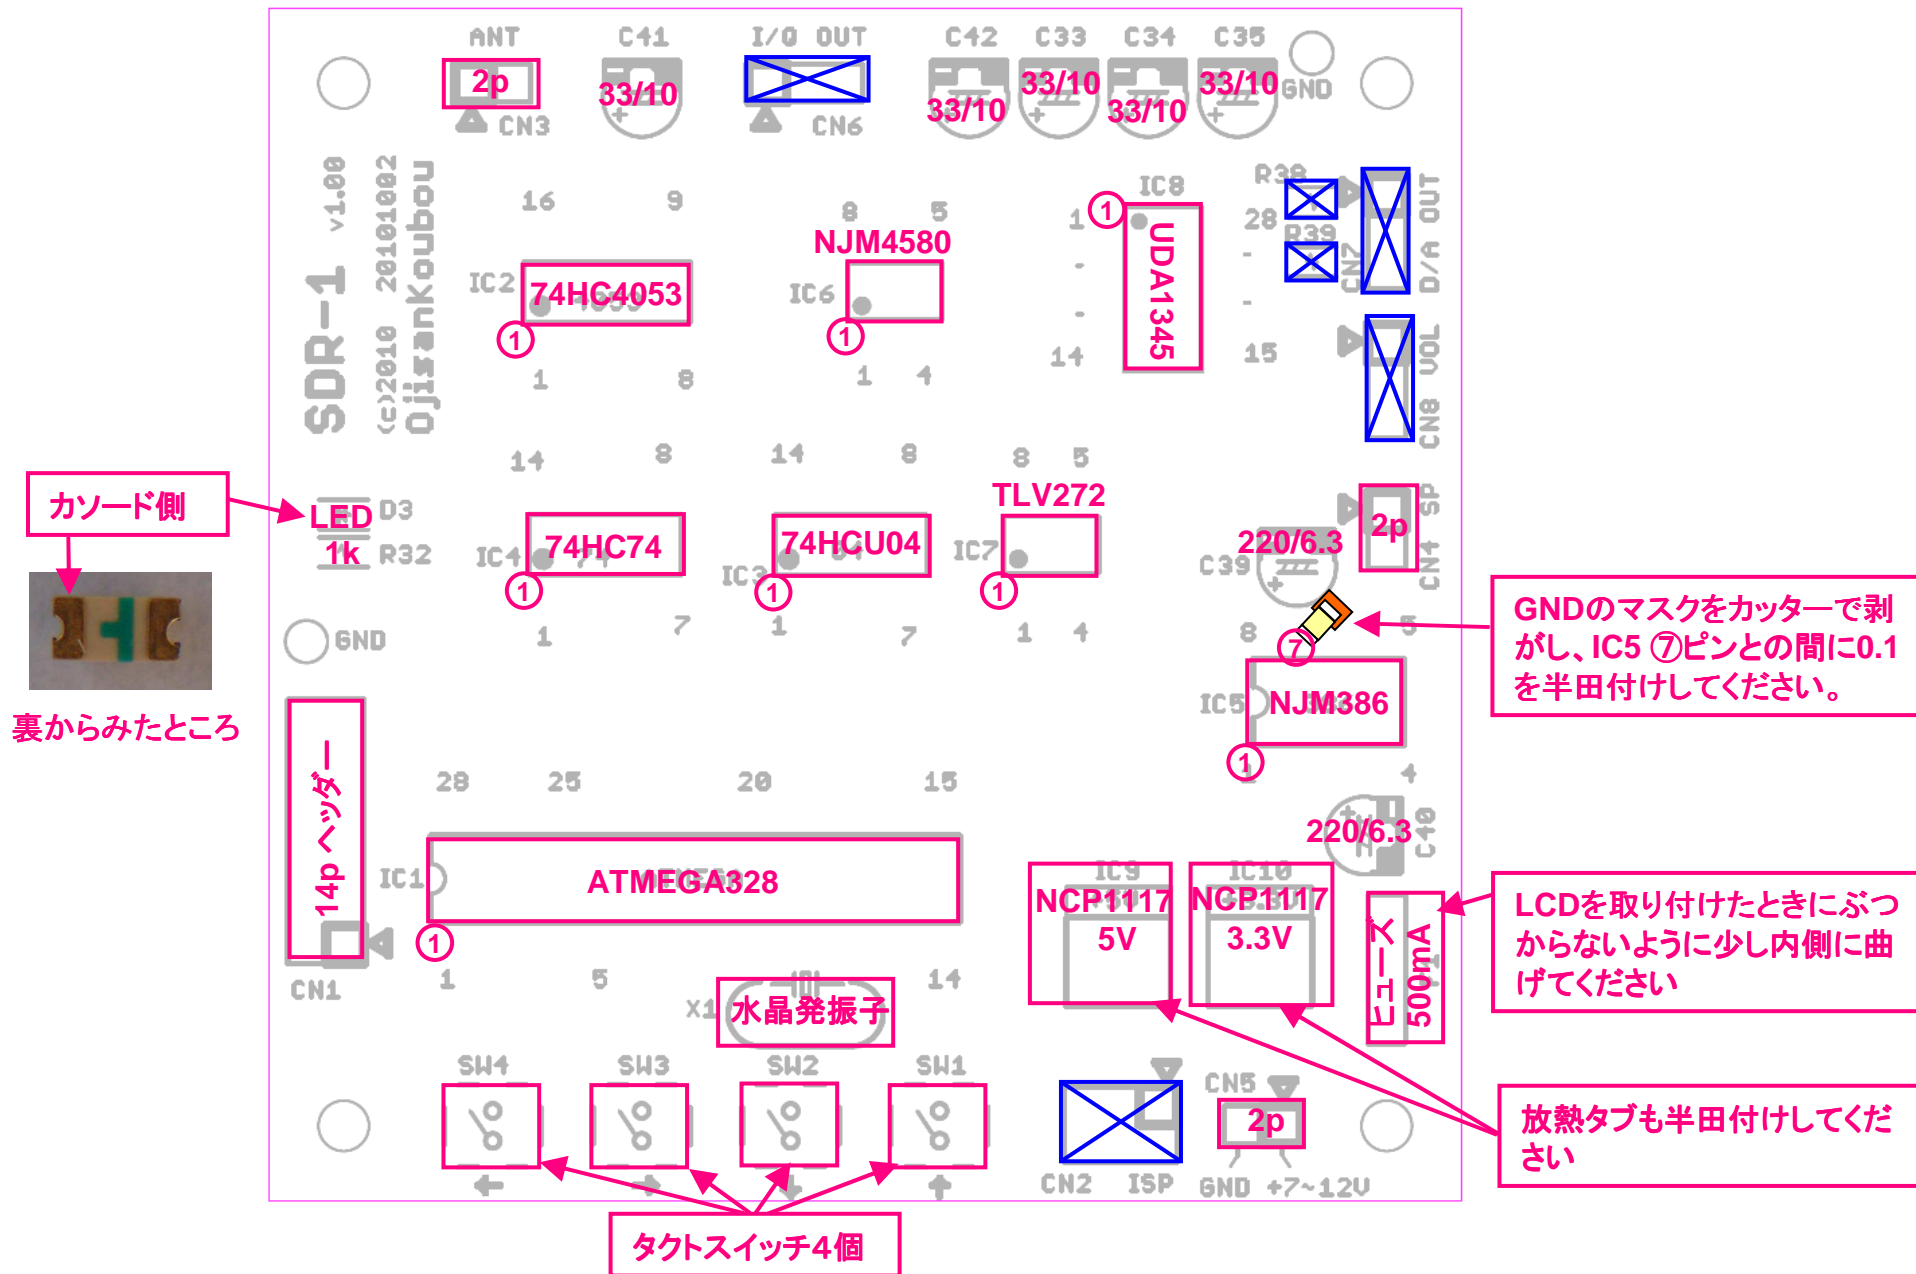 ANT
C41
I/Q OUT
C42
C33
C34
C35
2p
33/10
33/10
33/10
33/10
33/10
GND
CN3
CN6
SDR-1 v1.00
(c)2010 20101002
OjisanKoubou
16
9
8
5
IC8
R38
1
1
28
R39
CN7
D/A OUT
NJM4580
UDA1345
IC2
74HC4053
IC6
1
1
-
-
-
-
14
15
1
8
1
4
CN8 VOL
14
8
14
8
8
5
カソード側
LED
D3
1k
R32
TLV272
IC4
74HC74
IC3
74HCU04
IC7
1
1
1
220/6.3
C39
2p
CN4 SP
1
7
1
7
1
4
8
7
5
GND
GNDのマスクをカッターで剥
がし、IC5 ⑦ピンとの間に0.1
を半田付けしてください。
裏からみたところ
IC5
NJM386
1
1
4
14p ヘッダー
28
25
20
15
220/6.3
C40
IC1
ATMEGA328
1
CN1
1
5
14
IC9
NCP1117
5V
IC10
NCP1117
3.3V
ヒューズ
500mA
LCDを取り付けたときにぶつ
からないように少し内側に曲
げてください
X1
水晶発振子
SW4
SW3
SW2
SW1
CN5
2p
放熱タブも半田付けしてくだ
さい
CN2
ISP
GND +7~12V
タクトスイッチ4個